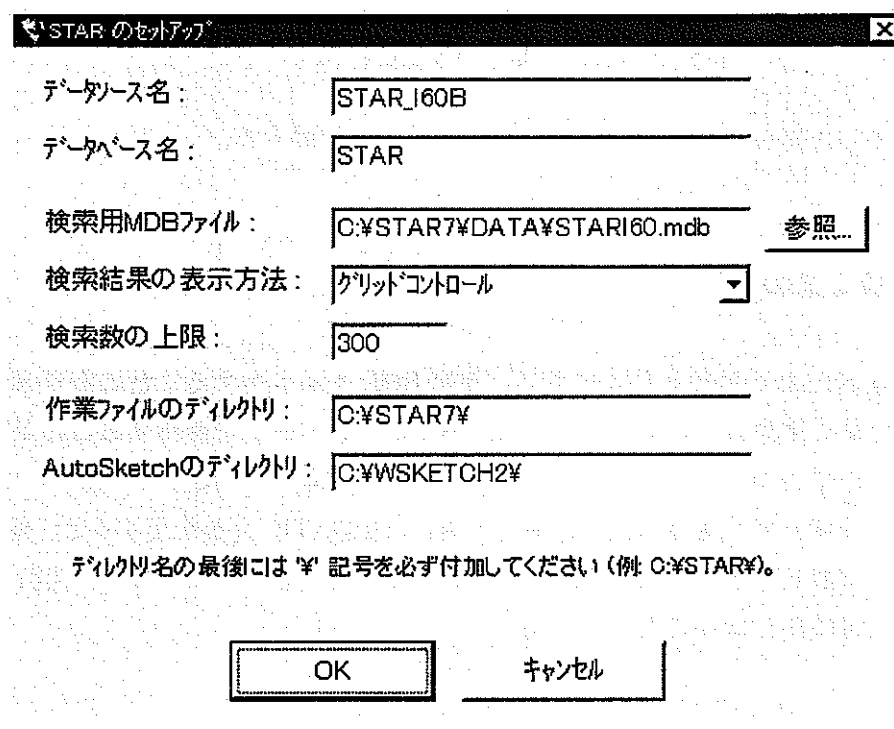 STAR のｾｯﾄｱｯﾌﾟ
ﾃﾞｰﾀｿｰｽ名 : STAR_I60B
ﾃﾞｰﾀﾍﾞｰｽ名 : STAR
検索用MDBﾌｧｲﾙ : C:¥STAR7¥DATA¥STARI60.mdb 参照...
検索結果の表示方法 : ｸﾞﾘｯﾄﾞｺﾝﾄﾛｰﾙ
検索数の上限 : 300
作業ﾌｧｲﾙのﾃﾞｨﾚｸﾄﾘ : C:¥STAR7¥
AutoSketchのﾃﾞｨﾚｸﾄﾘ : C:¥WSKETCH2¥
ﾃﾞｨﾚｸﾄﾘ名の最後には '¥' 記号を必ず付加してください (例: C:¥STAR¥)。
OK ｷｬﾝｾﾙ